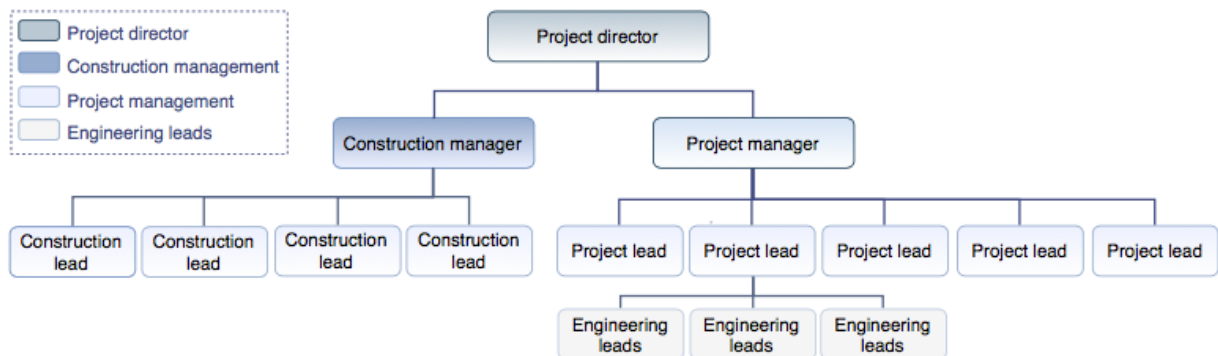 Project director
Construction management
Project management
Engineering leads
Project director
Construction manager
Project manager
Construction
lead
Construction
lead
Construction
lead
Construction
lead
Project lead
Project lead
Project lead
Project lead
Project lead
Engineering
leads
Engineering
leads
Engineering
leads